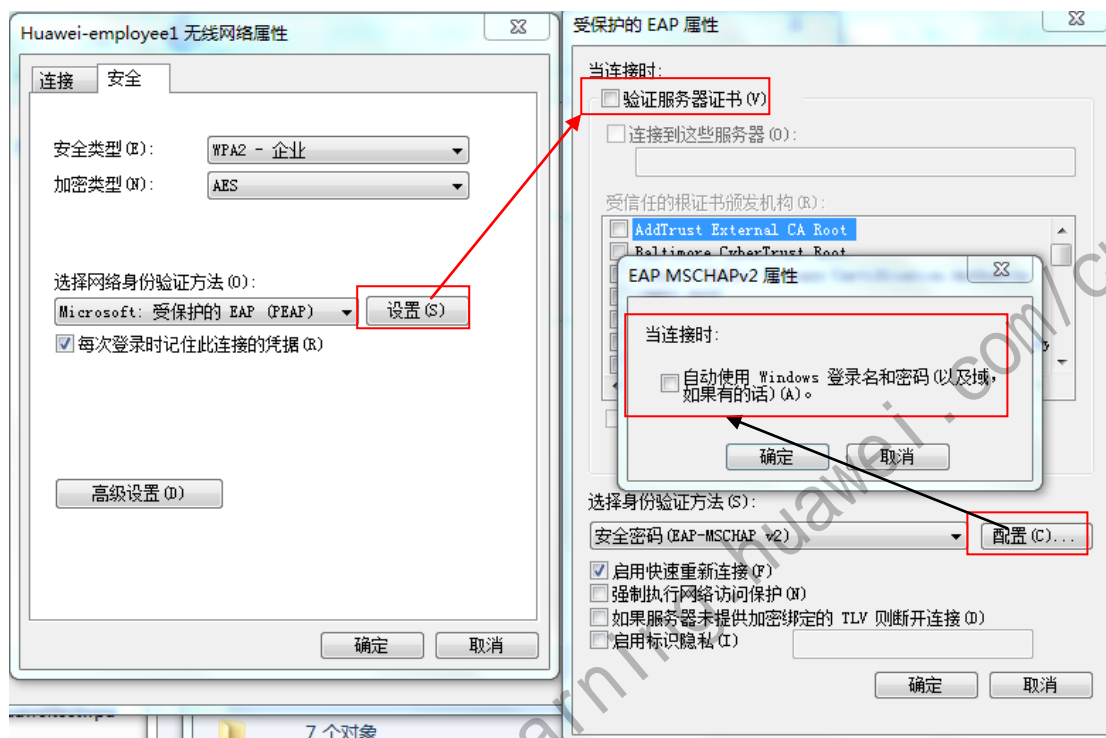 Huawei-employee1 无线网络属性
连接
安全
安全类型(E):
WPA2 - 企业
加密类型(N):
AES
选择网络身份验证方法(O):
Microsoft: 受保护的 EAP (PEAP)
设置(S)
每次登录时记住此连接的凭据(R)
高级设置(D)
确定
取消
7 个对象
受保护的 EAP 属性
当连接时:
验证服务器证书(V)
连接到这些服务器(O):
受信任的根证书颁发机构(R):
AddTrust External CA Root
Baltimore CyberTrust Root
EAP MSCHAPv2 属性
当连接时:
自动使用 Windows 登录名和密码(以及域,
如果有的话)(A)。
确定
取消
选择身份验证方法(S):
安全密码(EAP-MSCHAP v2)
配置(C)...
启用快速重新连接(F)
强制执行网络访问保护(N)
如果服务器未提供加密绑定的 TLV 则断开连接(D)
启用标识隐私(I)
确定
取消
arning.huawei.com/c